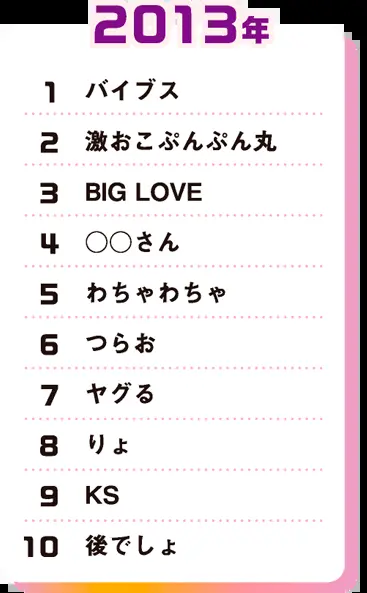 2013年
1 バイブス
2 激おこぷんぷん丸
3 BIG LOVE
4 ○○さん
5 わちゃわちゃ
6 つらお
7 ヤグる
8 りょ
9 KS
10 後でしょ